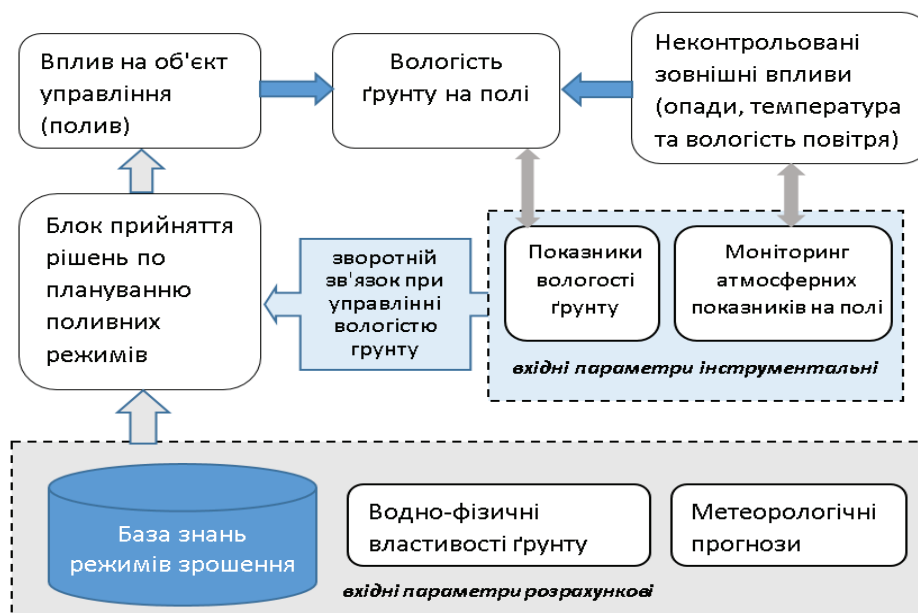 Вплив на об'єкт
управління
(полив)
Вологість
ґрунту на полі
Неконтрольовані
зовнішні впливи
(опади, температура
та вологість повітря)
Блок прийняття
рішень по
плануванню
поливних
режимів
зворотній
зв'язок при
управлінні
вологістю
грунту
Показники
вологості
ґрунту
Моніторинг
атмосферних
показників на полі
вхідні параметри інструментальні
База знань
режимів зрошення
Водно-фізичні
властивості ґрунту
Метеорологічні
прогнози
вхідні параметри розрахункові